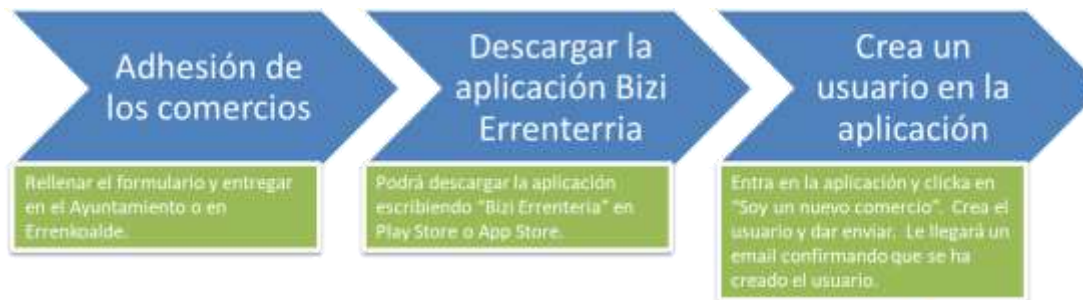 Adhesión de
los comercios
Rellenar el formulario y entregar
en el Ayuntamiento o en
Errenkoalde.
Descargar la
aplicación Bizi
Errenterria
Podrá descargar la aplicación
escribiendo "Bizi Errenteria" en
Play Store o App Store.
Crea un
usuario en la
aplicación
Entra en la aplicación y clicka en
"Soy un nuevo comercio". Crea el
usuario y dar enviar. Le llegará un
email confirmando que se ha
creado el usuario.